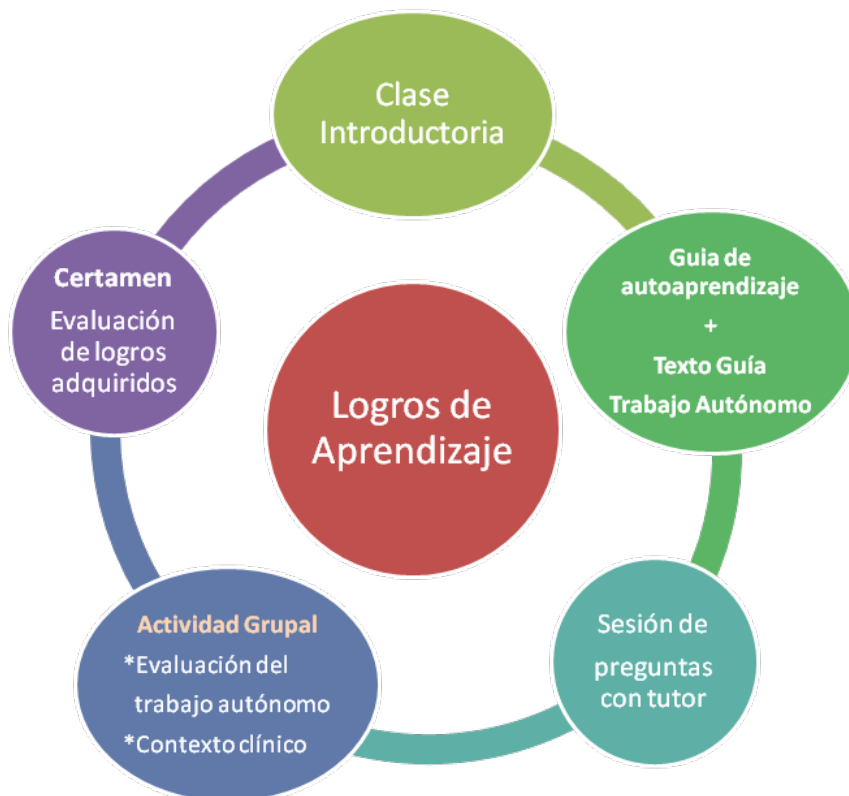 Clase
Introductoria
Guia de
autoaprendizaje
+
Texto Guía
Trabajo Autónomo
Sesión de
preguntas
con tutor
Actividad Grupal
*Evaluación del
trabajo autónomo
*Contexto clínico
Certamen
Evaluación
de logros
adquiridos
Logros de
Aprendizaje